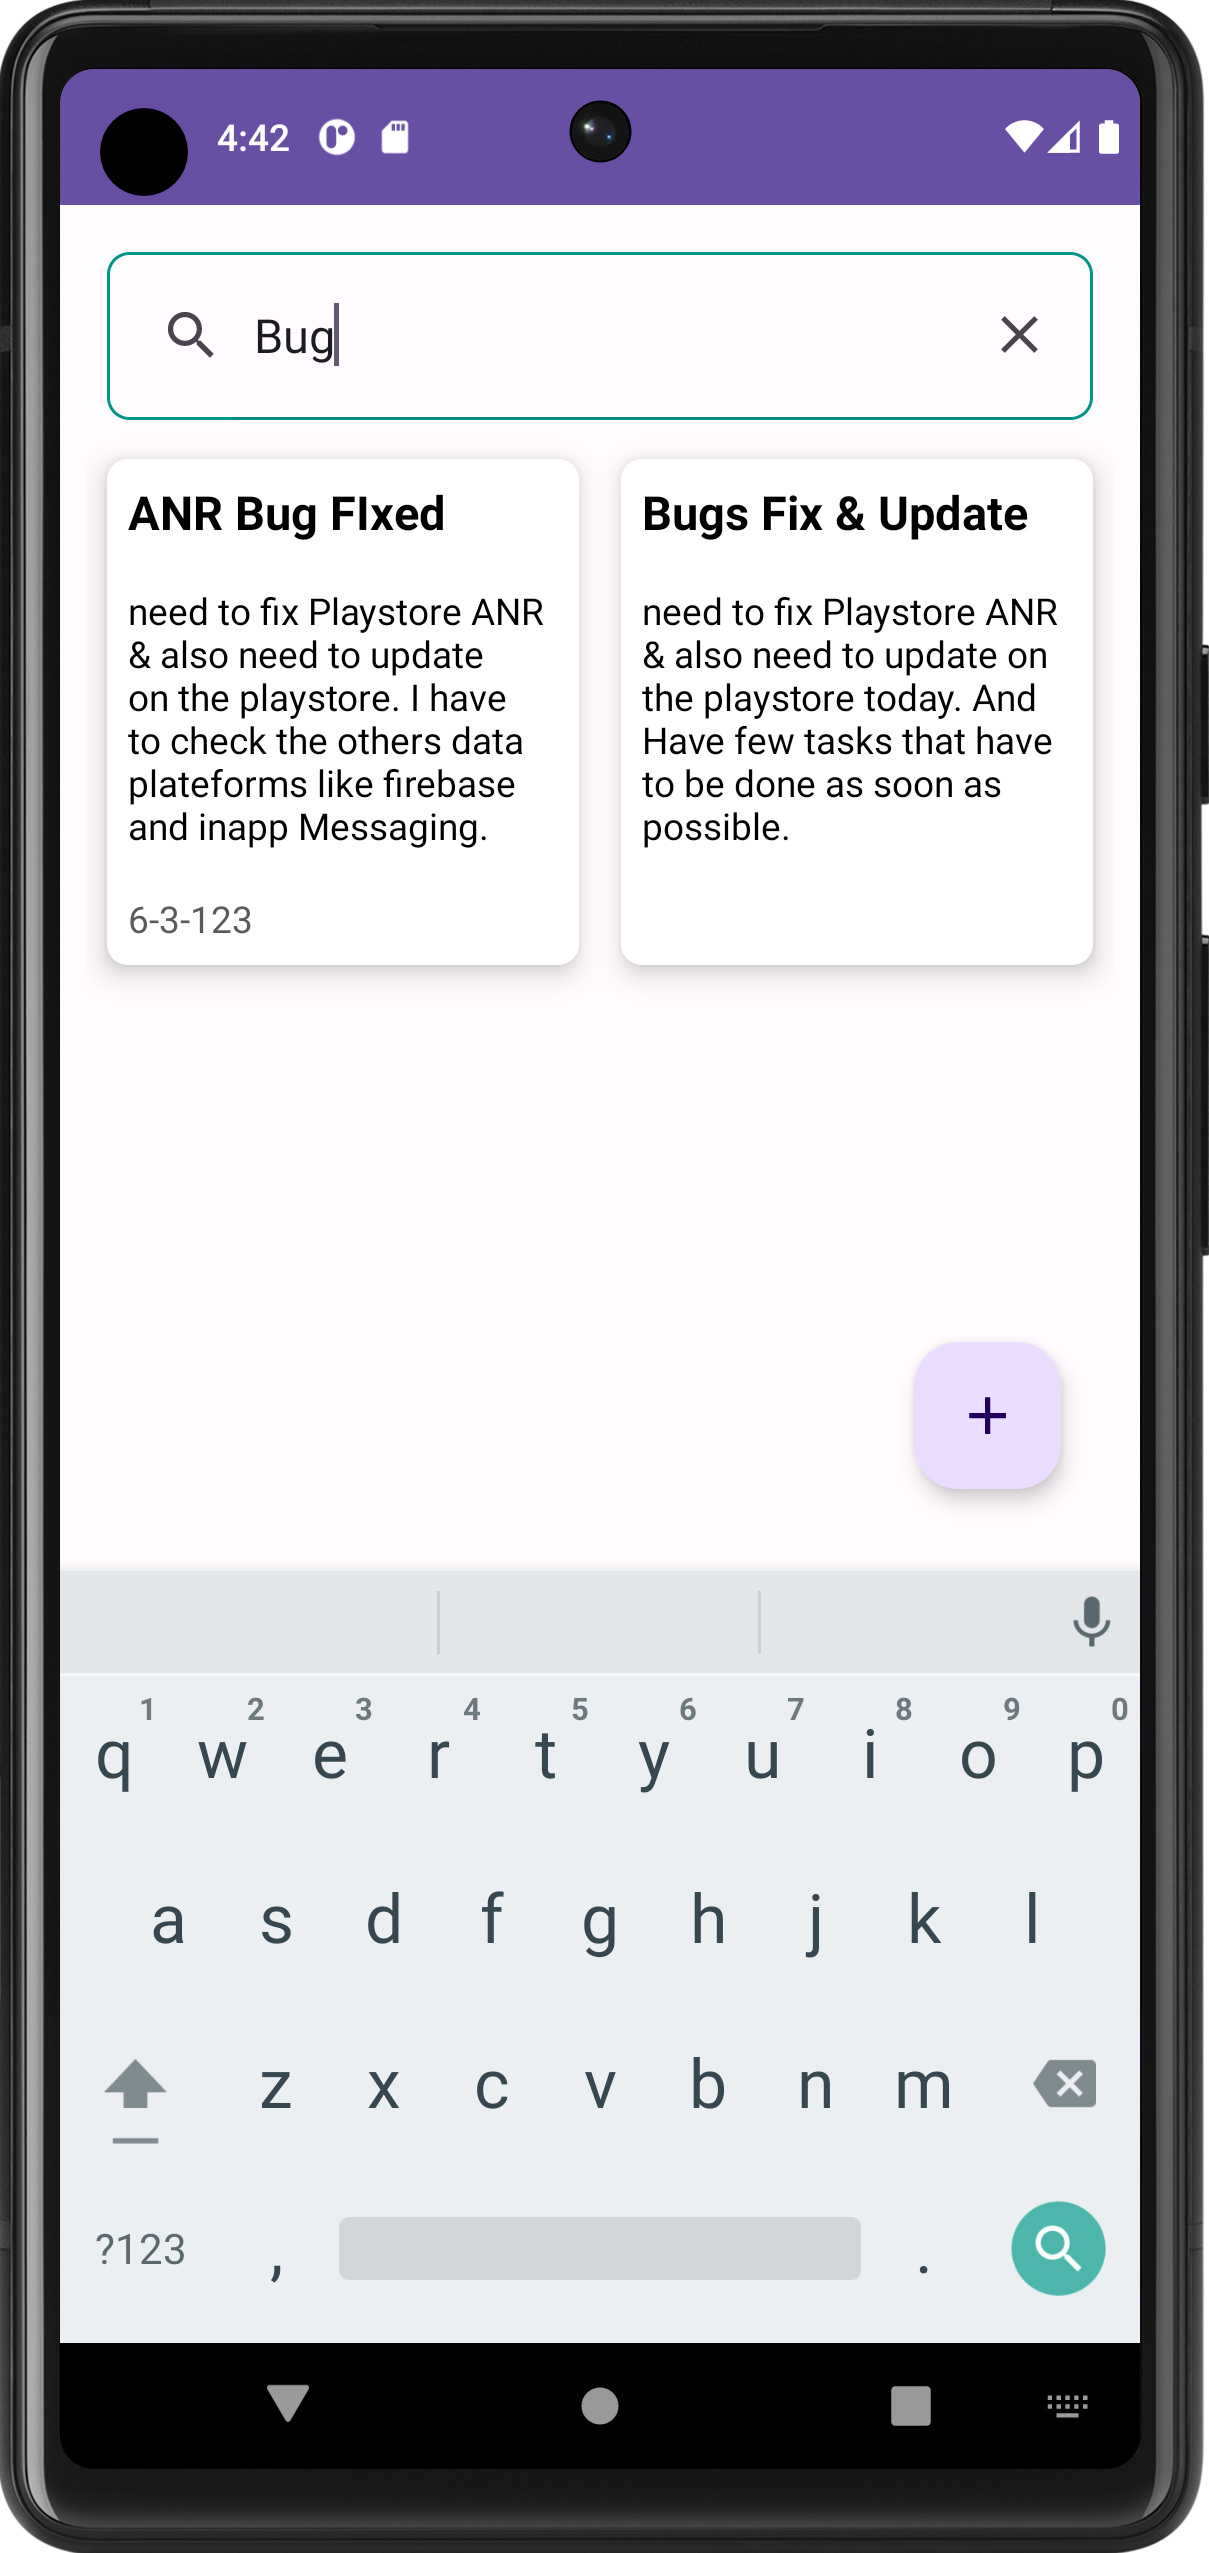 4:42
Bug
ANR Bug FIxed
need to fix Playstore ANR
& also need to update
on the playstore. I have
to check the others data
plateforms like firebase
and inapp Messaging.
6-3-123
Bugs Fix & Update
need to fix Playstore ANR
& also need to update on
the playstore today. And
Have few tasks that have
to be done as soon as
possible.
1 2 3 4 5 6 7 8 9 0
q w e r t y u i o p
a s d f g h j k l
z x c v b n m
?123 , .